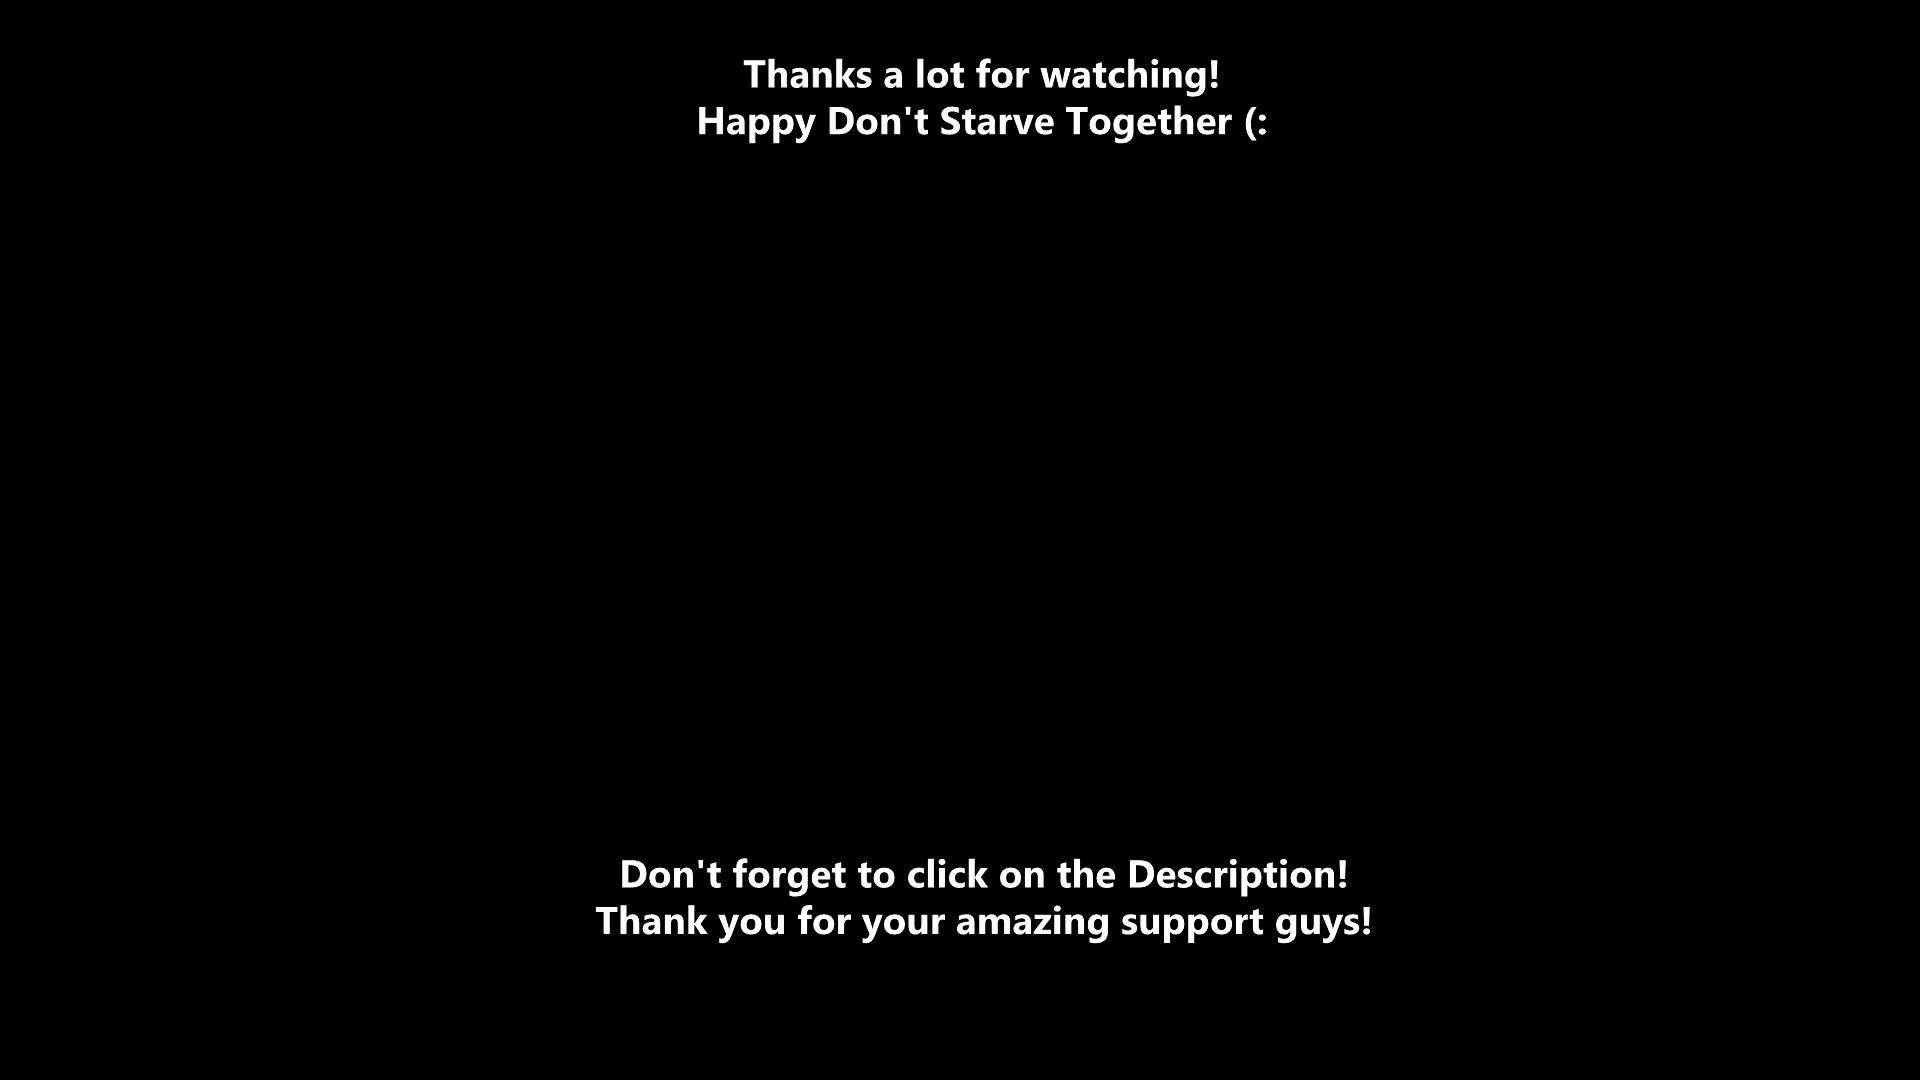 Thanks a lot for watching!
Happy Don't Starve Together (:
Don't forget to click on the Description!
Thank you for your amazing support guys!